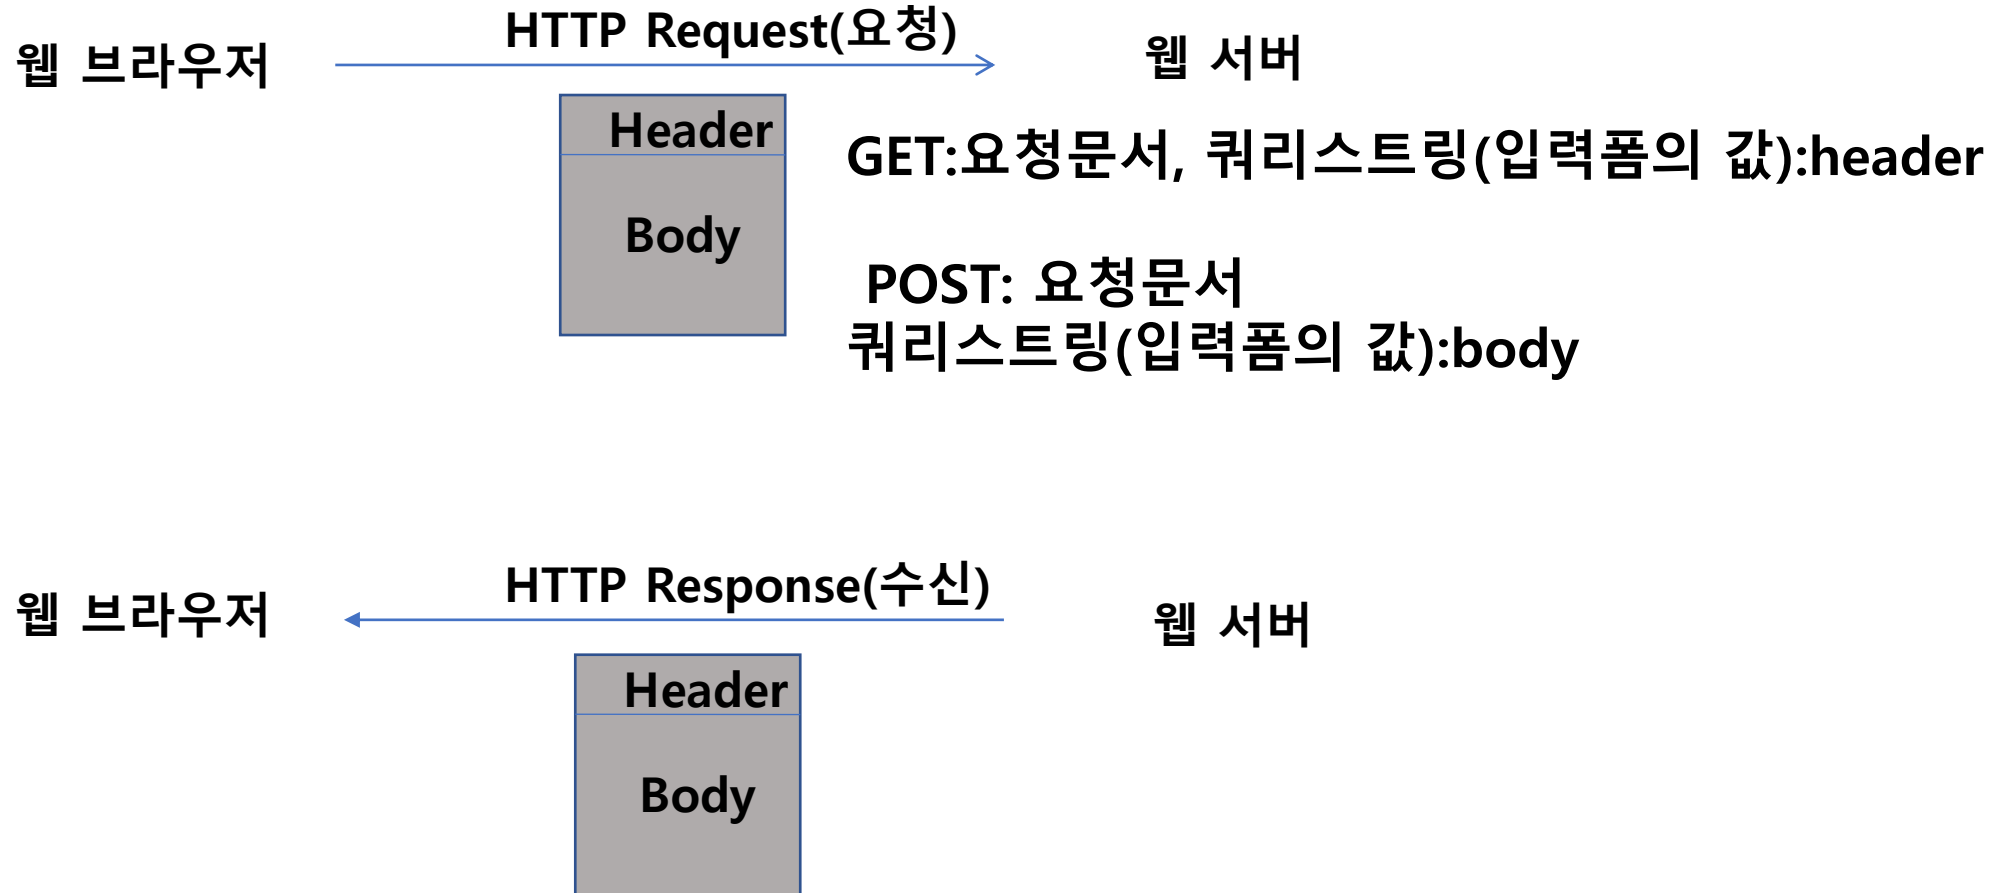 HTTP Request(요청)
웹 브라우저
웹 서버
Header
Body
GET:요청문서, 쿼리스트링(입력폼의 값):header
POST: 요청문서
쿼리스트링(입력폼의 값):body
HTTP Response(수신)
웹 브라우저
웹 서버
Header
Body